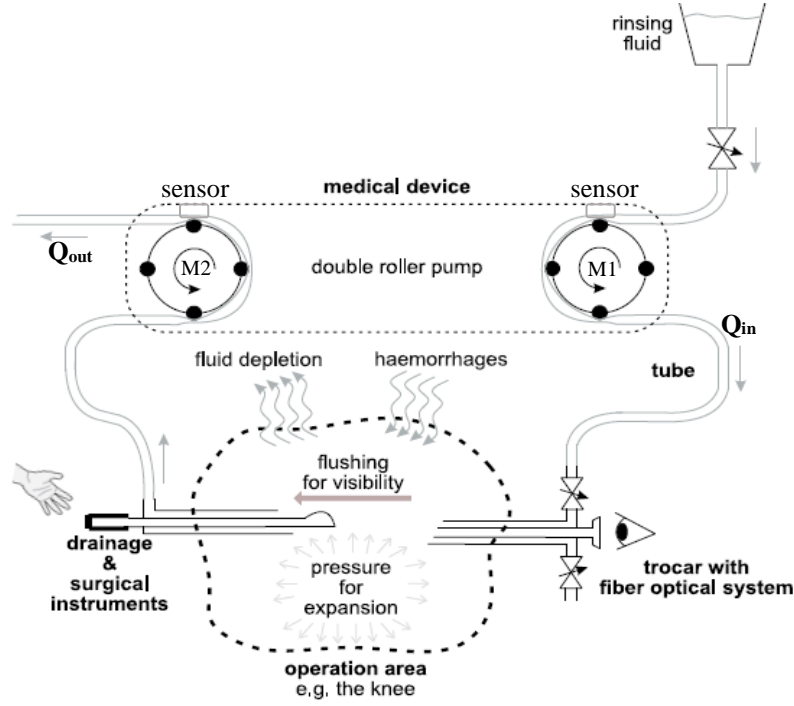 rinsing
fluid
sensor
medical device
sensor
Qout
M2
double roller pump
M1
Qin
fluid depletion
haemorrhages
tube
flushing
for visibility
drainage
&
surgical
instruments
pressure
for
expansion
trocar with
fiber optical system
operation area
e.g. the knee